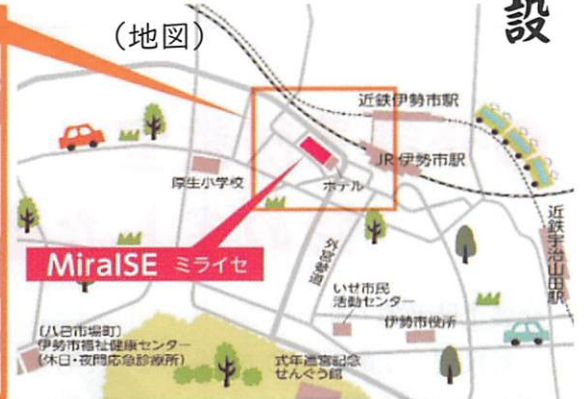 設
（地図）
近鉄伊勢市駅
JR 伊勢市駅
厚生小学校
ホテル
近鉄宇治山田駅
MiraISE ミライセ
外宮参道
いせ市民
活動センター
伊勢市役所
（八日市場町）
伊勢市福祉健康センター
（休日・夜間応急診療所）
式年遷宮記念
せんぐう館